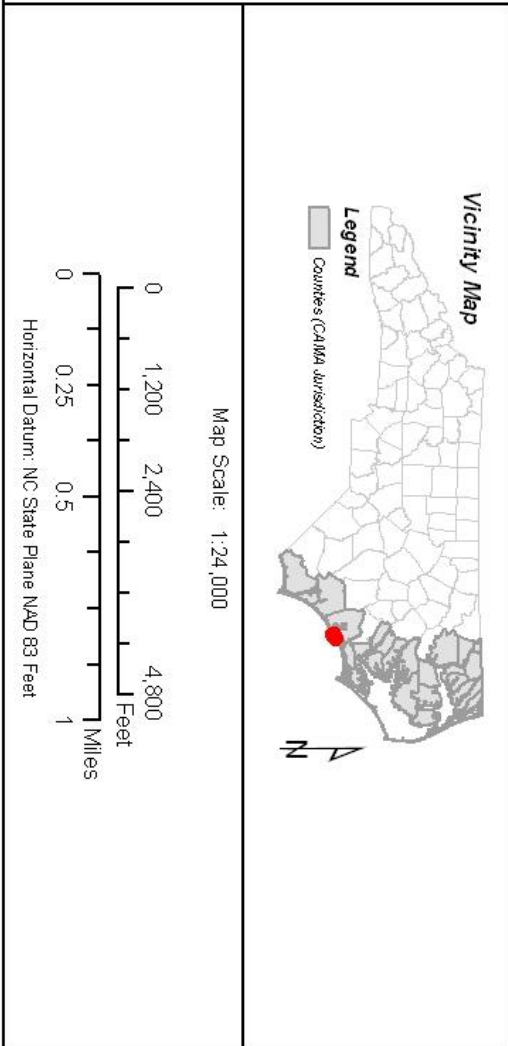 Vicinity Map
Legend
Counties (CAMA Jurisdiction)
N
Map Scale: 1:24,000
0 1,200 2,400 4,800
Feet
0 0.25 0.5 1
Miles
Horizontal Datum: NC State Plane NAD 83 Feet